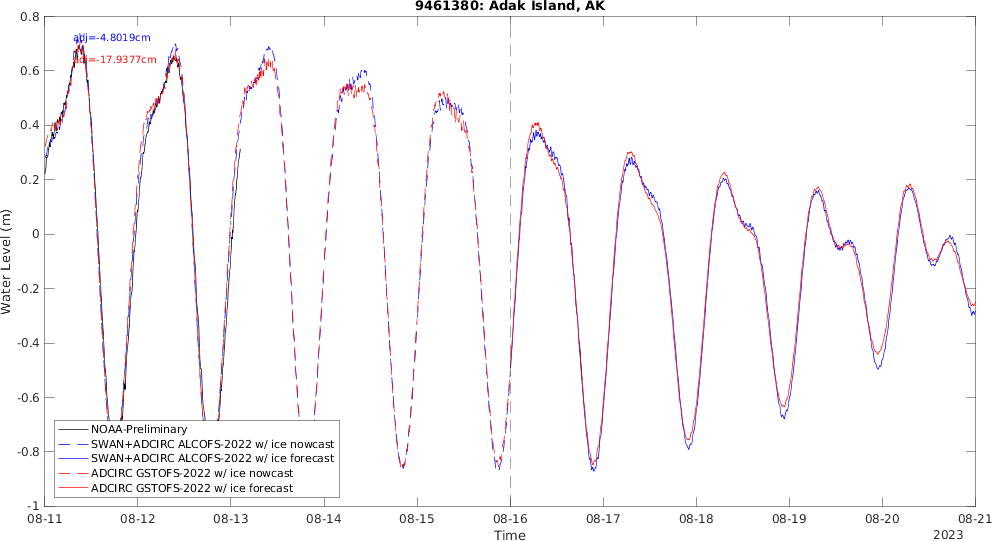 9461380: Adak Island, AK
adj=-4.8019cm
adj=-17.9377cm
0.8
0.6
0.4
0.2
0
-0.2
-0.4
-0.6
-0.8
-1
Water Level (m)
NOAA-Preliminary
SWAN+ADCIRC ALCOFS-2022 w/ ice nowcast
SWAN+ADCIRC ALCOFS-2022 w/ ice forecast
ADCIRC GSTOFS-2022 w/ ice nowcast
ADCIRC GSTOFS-2022 w/ ice forecast
08-11 08-12 08-13 08-14 08-15 08-16 08-17 08-18 08-19 08-20 08-21
Time
2023